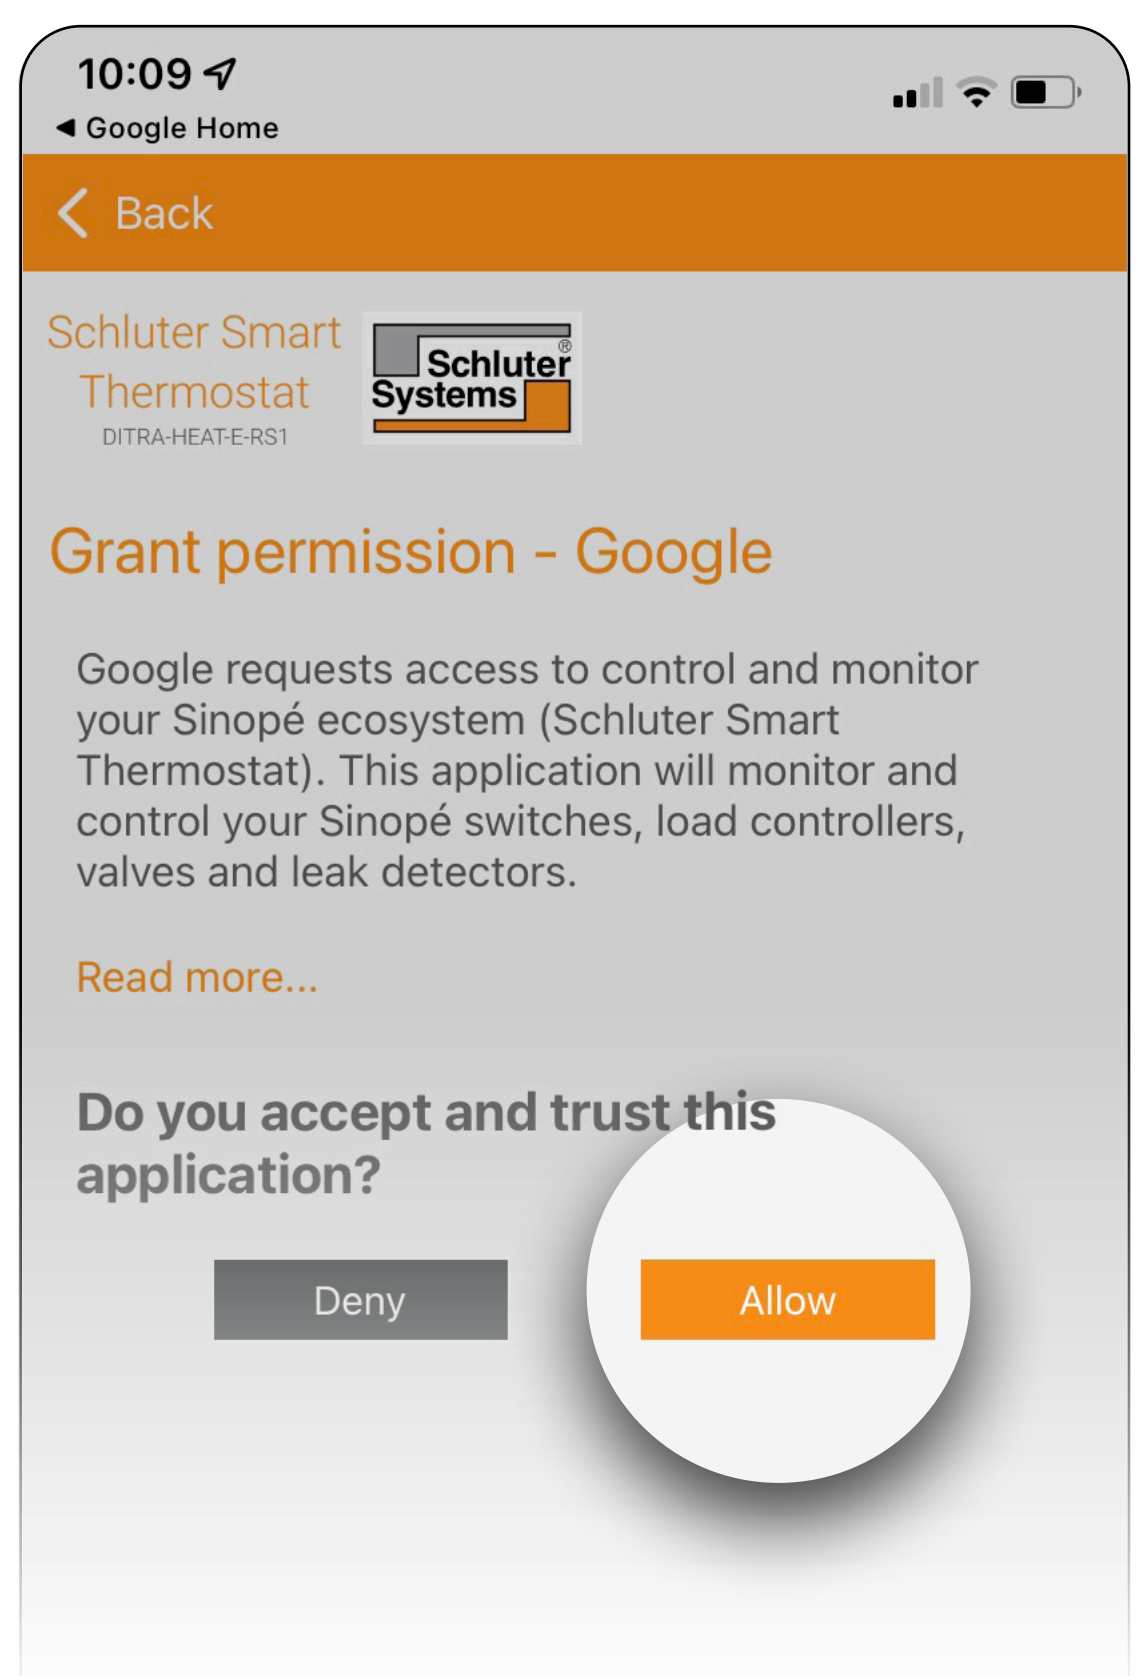 10:09
Google Home
Back
Schluter Smart
Thermostat
DITRA-HEAT-E-RS1
Schluter®
Systems
Grant permission - Google
Google requests access to control and monitor
your Sinopé ecosystem (Schluter Smart
Thermostat). This application will monitor and
control your Sinopé switches, load controllers,
valves and leak detectors.
Read more...
Do you accept and trust this
application?
Deny
Allow